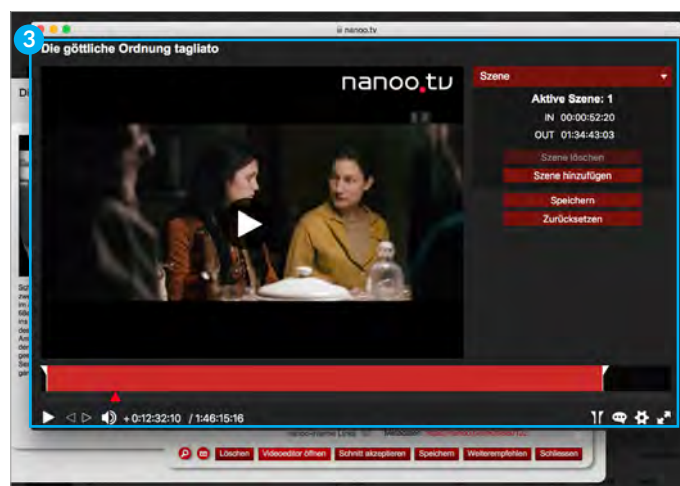 nanoo.tv
3
Die göttliche Ordnung tagliato
nanoo.tv
Szene
Aktive Szene: 1
IN 00:00:52:20
OUT 01:34:43:03
Szene löschen
Szene hinzufügen
Speichern
Zurücksetzen
+ 0:12:32:10 / 1:46:15:16
Löschen Videoeditor öffnen Schnitt akzeptieren Speichern Weiterempfehlen Schliessen